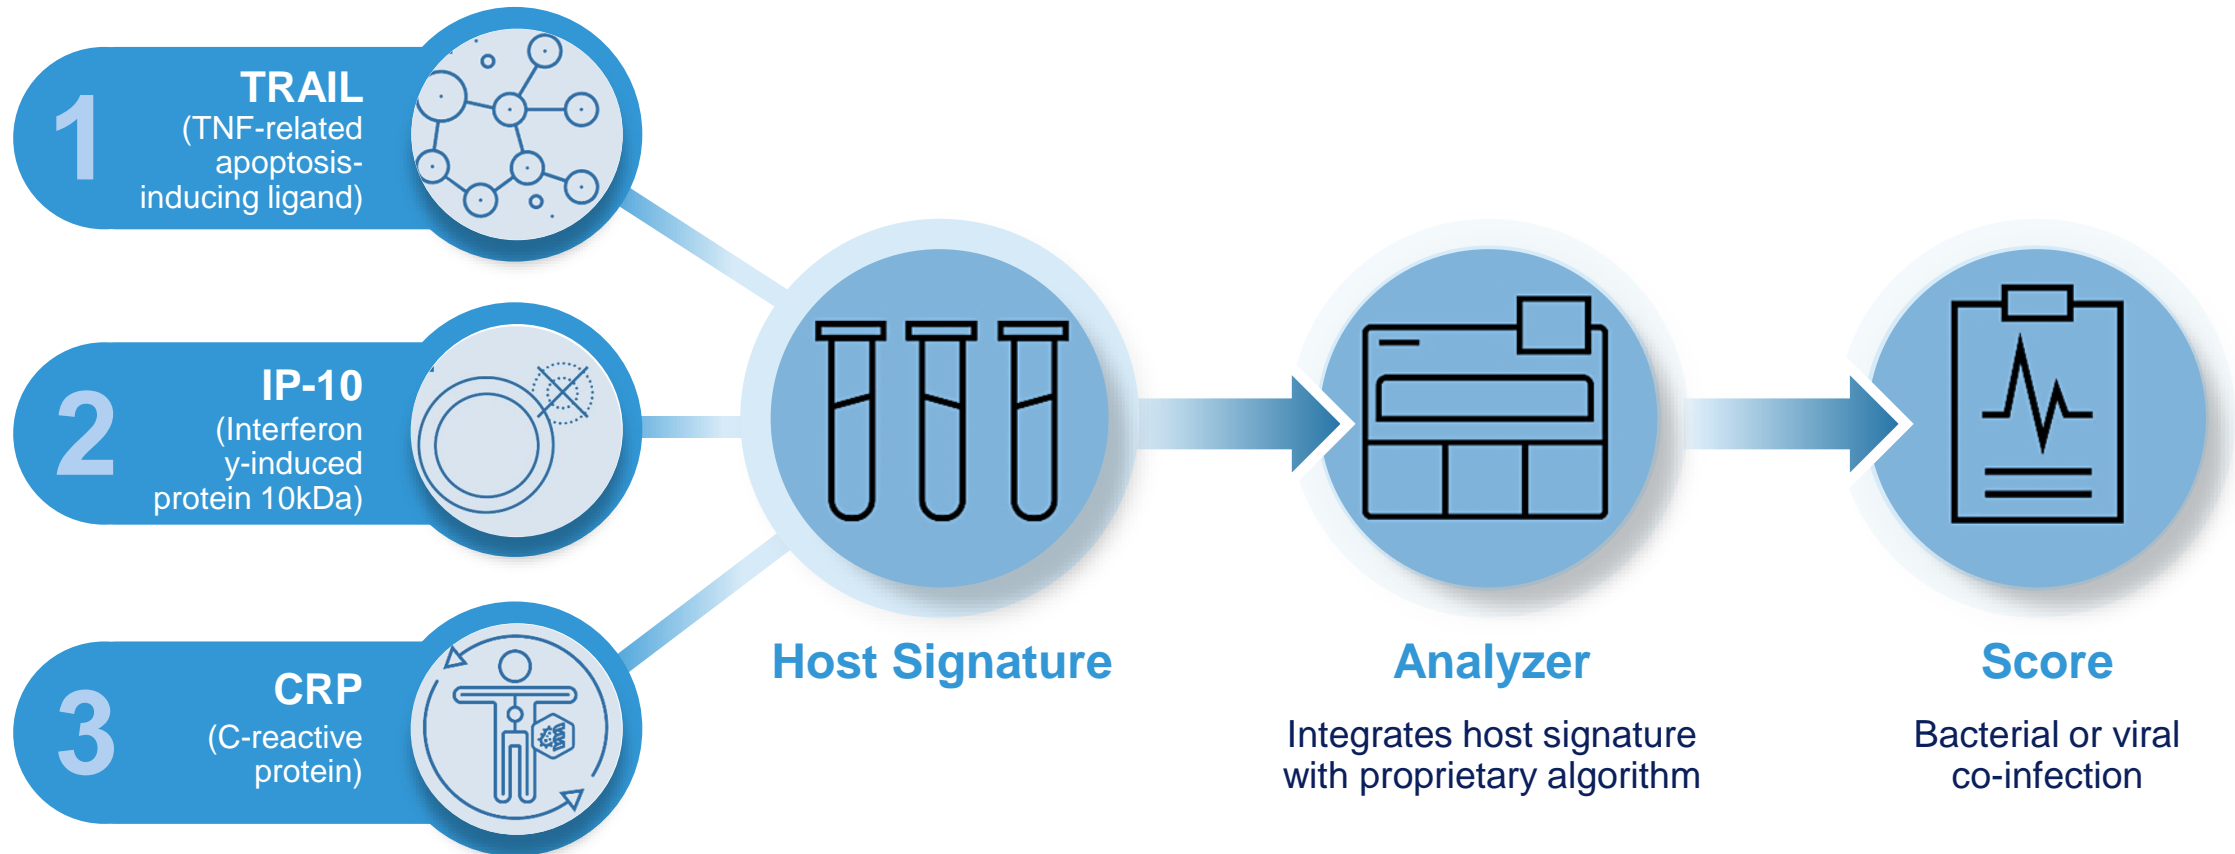 1
TRAIL
(TNF-related
apoptosis-
inducing ligand)
2
IP-10
(Interferon
y-induced
protein 10kDa)
3
CRP
(C-reactive
protein)
Host Signature
Analyzer
Integrates host signature
with proprietary algorithm
Score
Bacterial or viral
co-infection